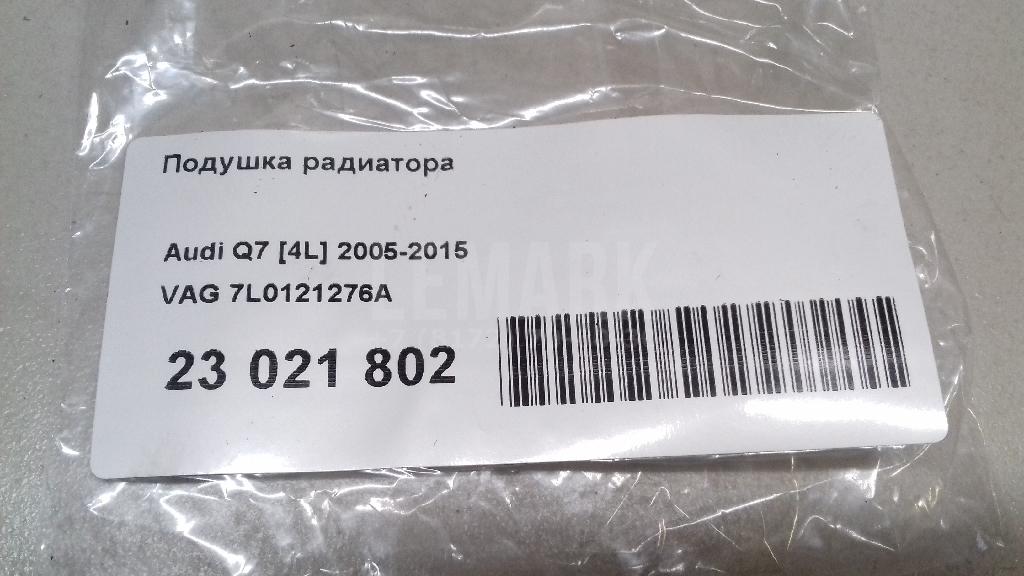 Подушка радиатора
Audi Q7 [4L] 2005-2015
VAG 7L0121276A
23 021 802
LEMARK